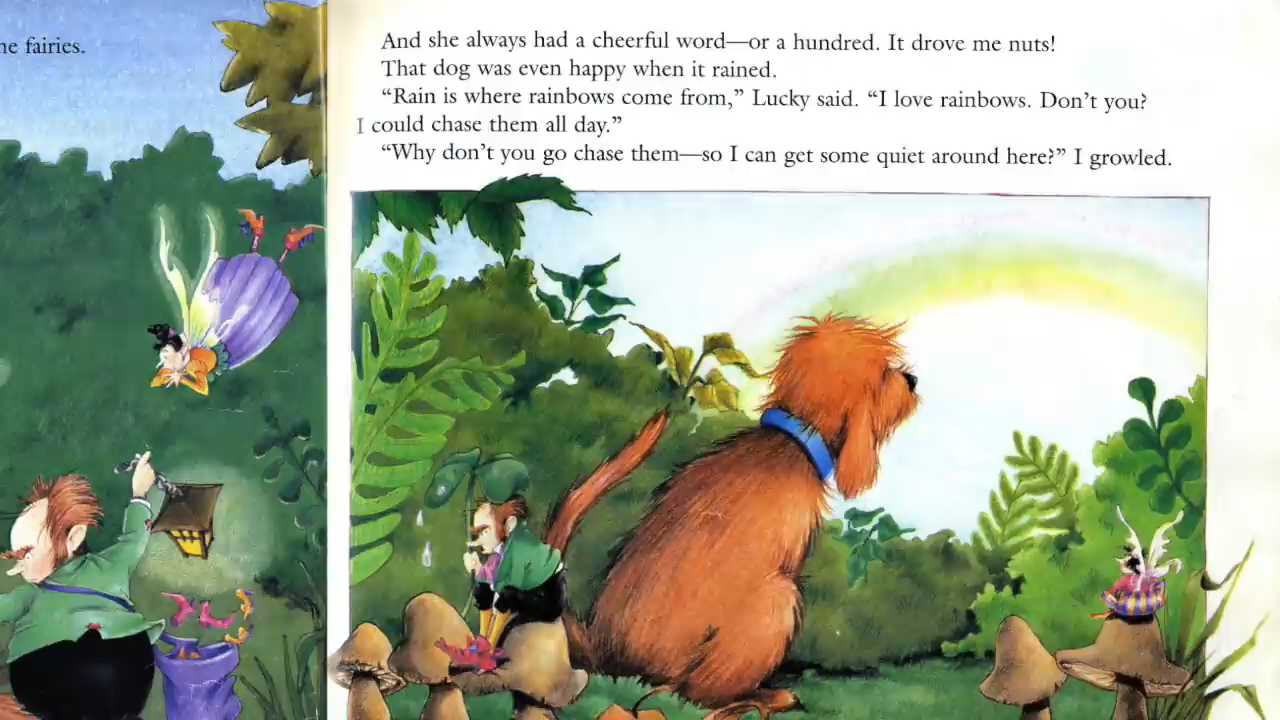 he fairies.
And she always had a cheerful word—or a hundred. It drove me nuts!
That dog was even happy when it rained.
“Rain is where rainbows come from,” Lucky said. “I love rainbows. Don’t you?
I could chase them all day.”
“Why don’t you go chase them—so I can get some quiet around here?” I growled.